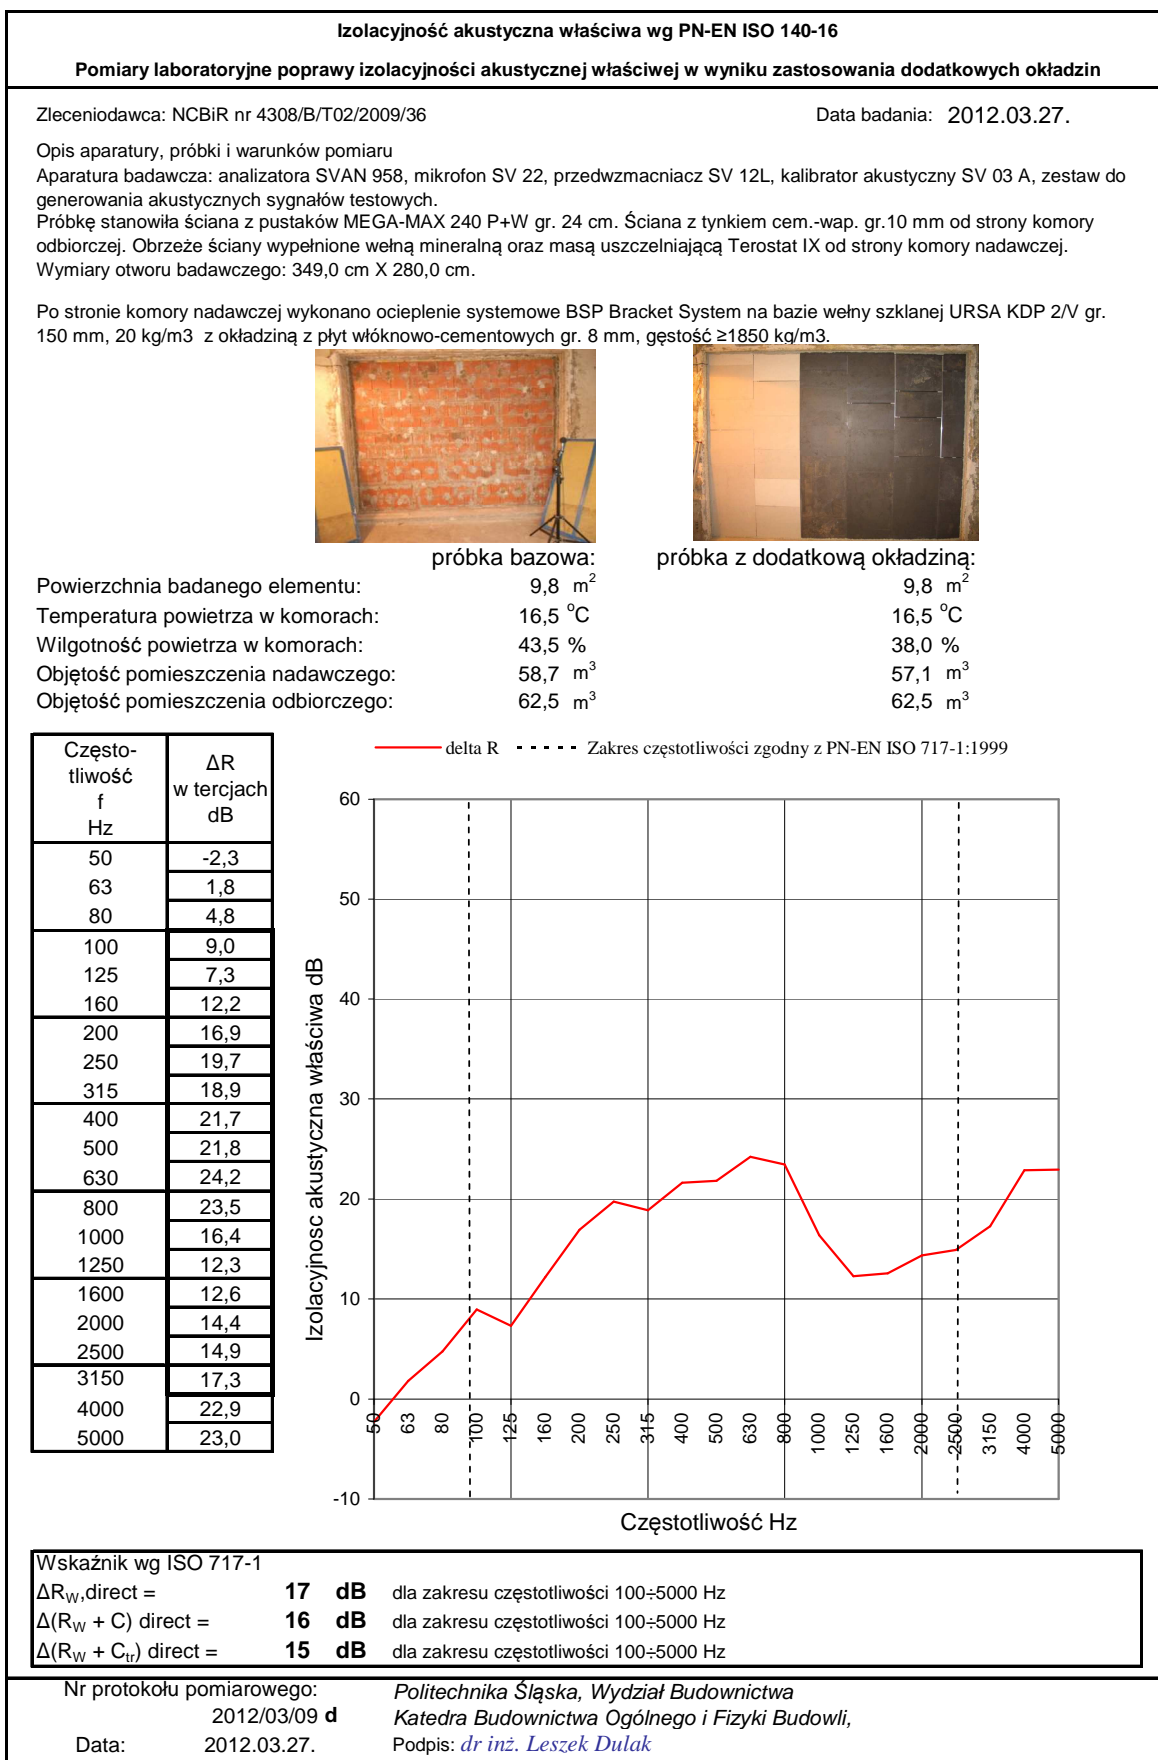 Izolacyjność akustyczna właściwa wg PN-EN ISO 140-16
Pomiary laboratoryjne poprawy izolacyjności akustycznej właściwej w wyniku zastosowania dodatkowych okładzin
Zleceniodawca: NCBiR nr 4308/B/T02/2009/36 Data badania: 2012.03.27.
Opis aparatury, próbki i warunków pomiaru
Aparatura badawcza: analizatora SVAN 958, mikrofon SV 22, przedwzmacniacz SV 12L, kalibrator akustyczny SV 03 A, zestaw do
generowania akustycznych sygnałów testowych.
Próbkę stanowiła ściana z pustaków MEGA-MAX 240 P+W gr. 24 cm. Ściana z tynkiem cem.-wap. gr.10 mm od strony komory
odbiorczej. Obrzeże ściany wypełnione wełną mineralną oraz masą uszczelniającą Terostat IX od strony komory nadawczej.
Wymiary otworu badawczego: 349,0 cm X 280,0 cm.
Po stronie komory nadawczej wykonano ocieplenie systemowe BSP Bracket System na bazie wełny szklanej URSA KDP 2/V gr.
150 mm, 20 kg/m3 z okładziną z płyt włóknowo-cementowych gr. 8 mm, gęstość ≥1850 kg/m3.
próbka bazowa: próbka z dodatkową okładziną:
Powierzchnia badanego elementu: 9,8 m² 9,8 m²
Temperatura powietrza w komorach: 16,5 °C 16,5 °C
Wilgotność powietrza w komorach: 43,5 % 38,0 %
Objętość pomieszczenia nadawczego: 58,7 m³ 57,1 m³
Objętość pomieszczenia odbiorczego: 62,5 m³ 62,5 m³
Często-
tliwość
f
Hz
ΔR
w tercjach
dB
50 -2,3
63 1,8
80 4,8
100 9,0
125 7,3
160 12,2
200 16,9
250 19,7
315 18,9
400 21,7
500 21,8
630 24,2
800 23,5
1000 16,4
1250 12,3
1600 12,6
2000 14,4
2500 14,9
3150 17,3
4000 22,9
5000 23,0
delta R Zakres częstotliwości zgodny z PN-EN ISO 717-1:1999
Izolacyjnosc akustyczna właściwa dB
60
50
40
30
20
10
0
-10
50 63 80 100 125 160 200 250 315 400 500 630 800 1000 1250 1600 2000 2500 3150 4000 5000
Częstotliwość Hz
Wskaźnik wg ISO 717-1
ΔR_W,direct = 17 dB dla zakresu częstotliwości 100÷5000 Hz
Δ(R_W + C) direct = 16 dB dla zakresu częstotliwości 100÷5000 Hz
Δ(R_W + C_tr) direct = 15 dB dla zakresu częstotliwości 100÷5000 Hz
Nr protokołu pomiarowego: Politechnika Śląska, Wydział Budownictwa
2012/03/09 d Katedra Budownictwa Ogólnego i Fizyki Budowli,
Data: 2012.03.27. Podpis: dr inż. Leszek Dulak